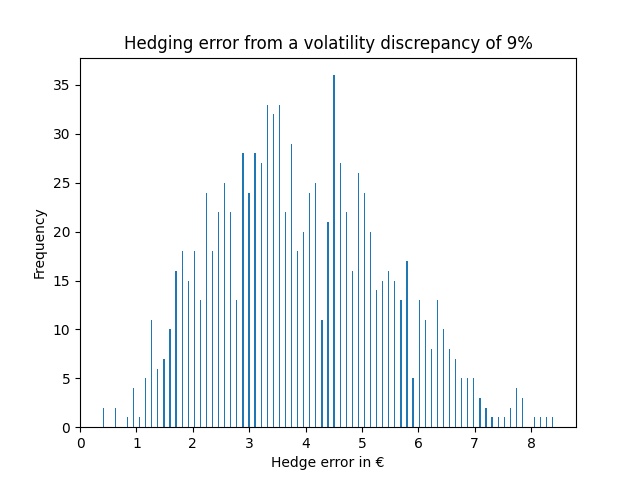 Hedging error from a volatility discrepancy of 9%
35
30
25
20
15
10
5
0
Frequency
0 1 2 3 4 5 6 7 8
Hedge error in €